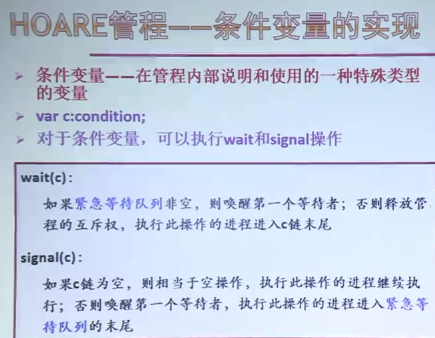 HOARE管程——条件变量的实现
条件变量——在管程内部说明和使用的一种特殊类型
的变量
var c:condition;
对于条件变量，可以执行wait和signal操作
wait(c)：
如果紧急等待队列非空，则唤醒第一个等待者；否则释放管
程的互斥权，执行此操作的进程进入c链末尾
signal(c)：
如果c链为空，则相当于空操作，执行此操作的进程继续执
行；否则唤醒第一个等待者，执行此操作的进程进入紧急等
待队列的末尾